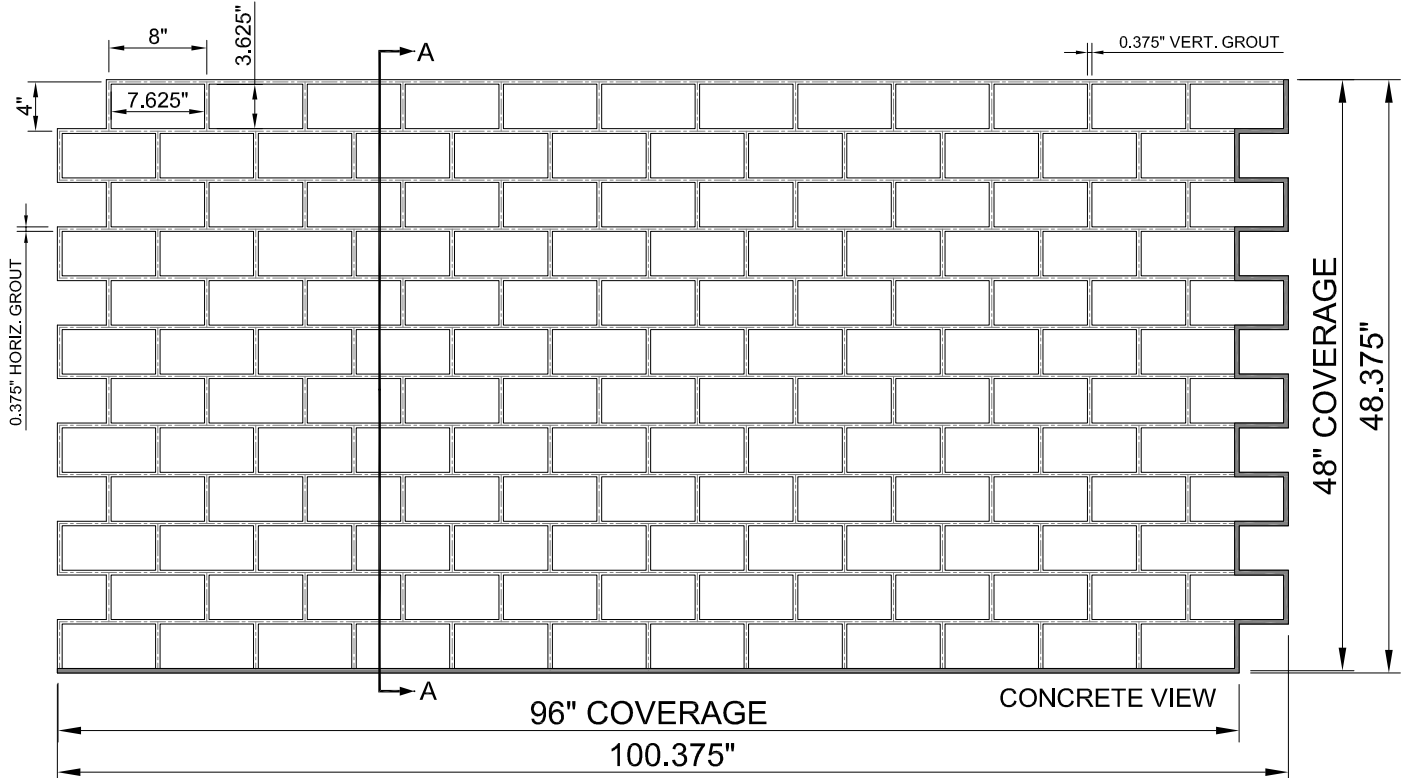 8"
3.625"
A
0.375" VERT. GROUT
4"
7.625"
0.375" HORIZ. GROUT
48" COVERAGE
48.375"
A
CONCRETE VIEW
96" COVERAGE
100.375"